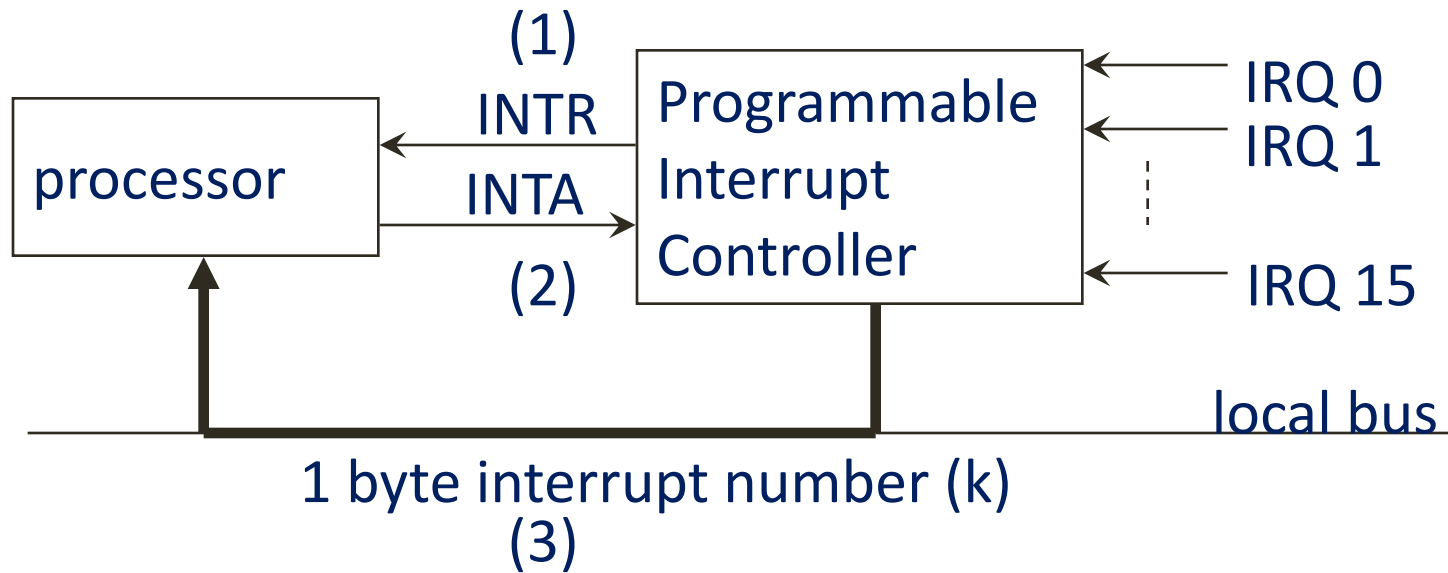 (1)
INTR
processor
INTA
(2)
Programmable
Interrupt
Controller
IRQ 0
IRQ 1
IRQ 15
local bus
1 byte interrupt number (k)
(3)